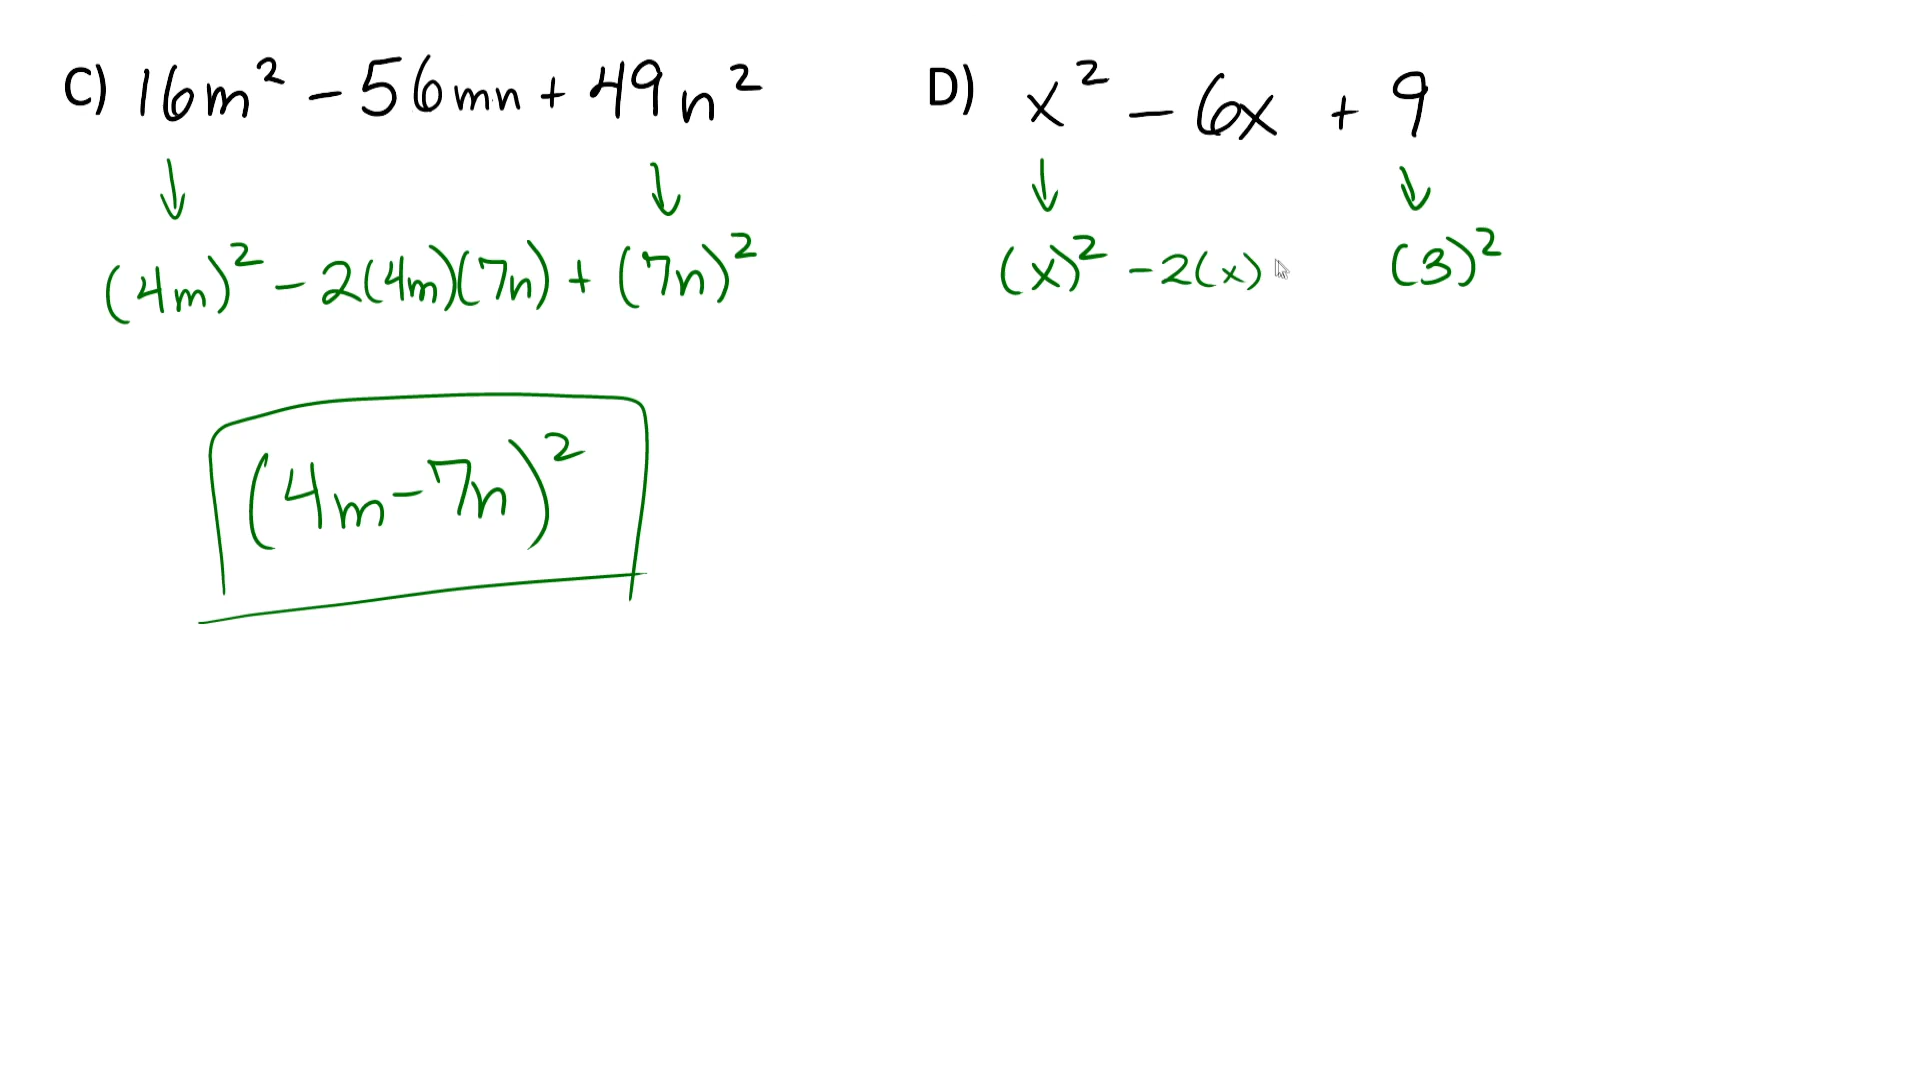 C) 16m² - 56mn + 49n²
(4m)² - 2(4m)(7n) + (7n)²
(4m-7n)²
D) x² - 6x + 9
(x)² -2(x) (3)²